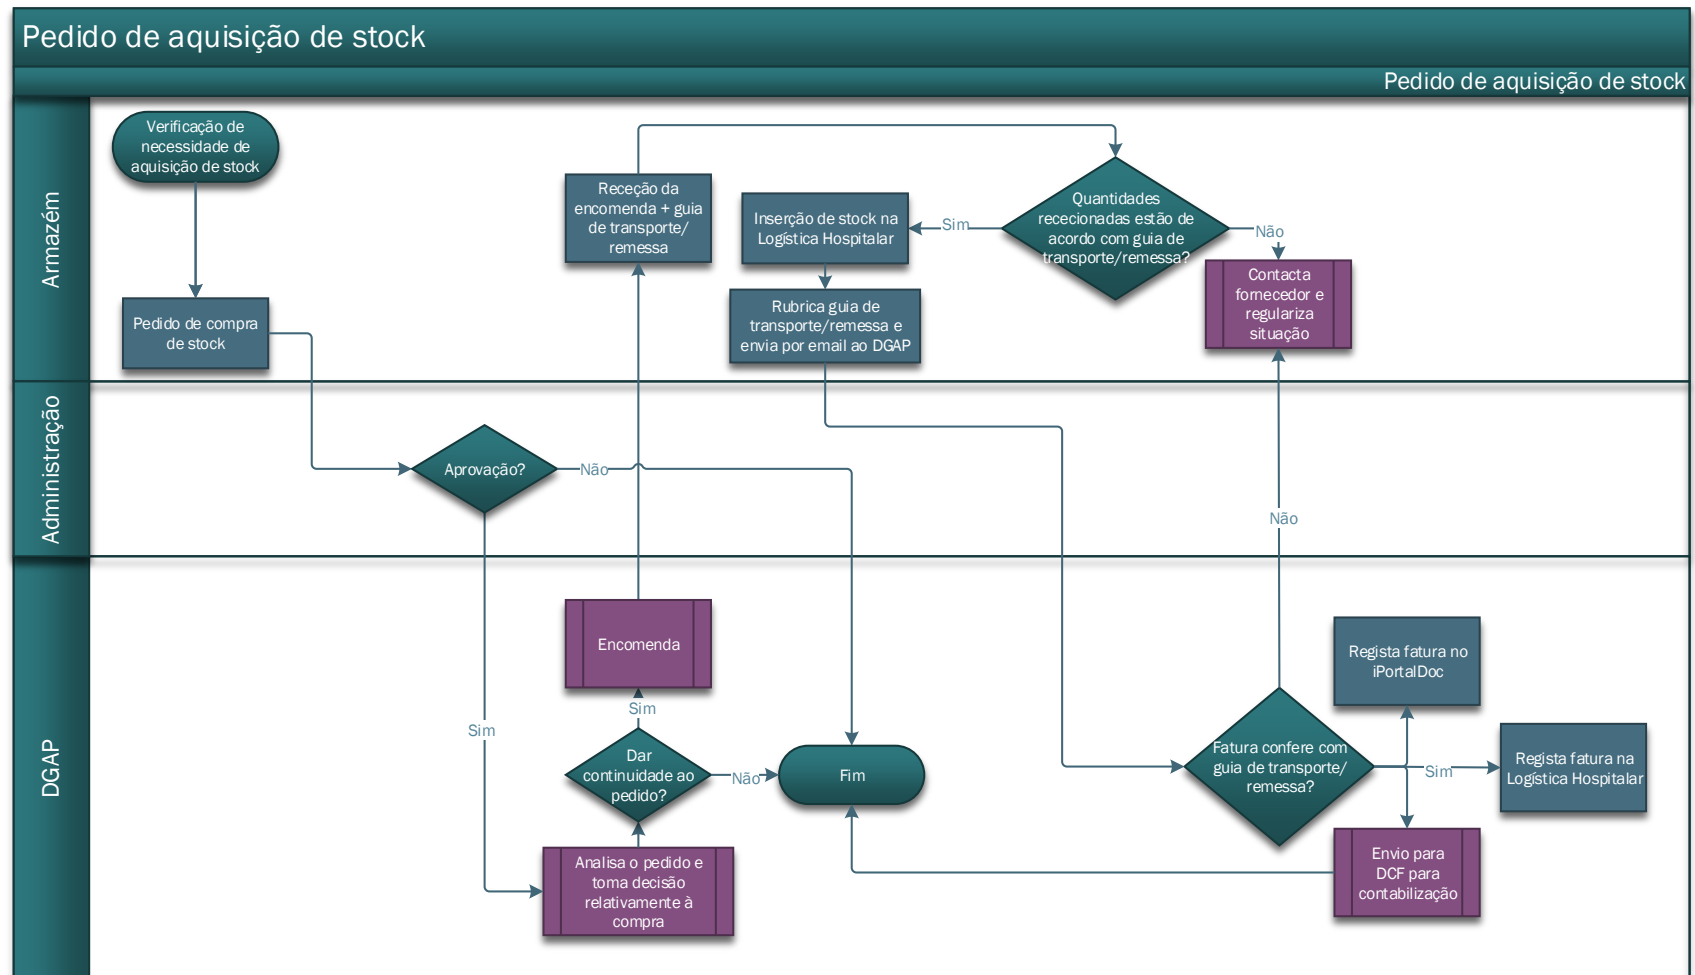 Pedido de aquisição de stock
Pedido de aquisição de stock
Armazém
Verificação de
necessidade de
aquisição de stock
Pedido de compra
de stock
Receção da
encomenda + guia
de transporte/
remessa
Inserção de stock na
Logística Hospitalar
Sim
Quantidades
rececionadas estão de
acordo com guia de
transporte/remessa?
Não
Rubrica guia de
transporte/remessa e
envia por email ao DGAP
Contacta
fornecedor e
regulariza
situação
Administração
Aprovação?
Não
Não
DGAP
Sim
Encomenda
Sim
Dar
continuidade ao
pedido?
Não
Fim
Analisa o pedido e
toma decisão
relativamente à
compra
Fatura confere com
guia de transporte/
remessa?
Sim
Regista fatura no
iPortalDoc
Regista fatura na
Logística Hospitalar
Envio para
DCF para
contabilização